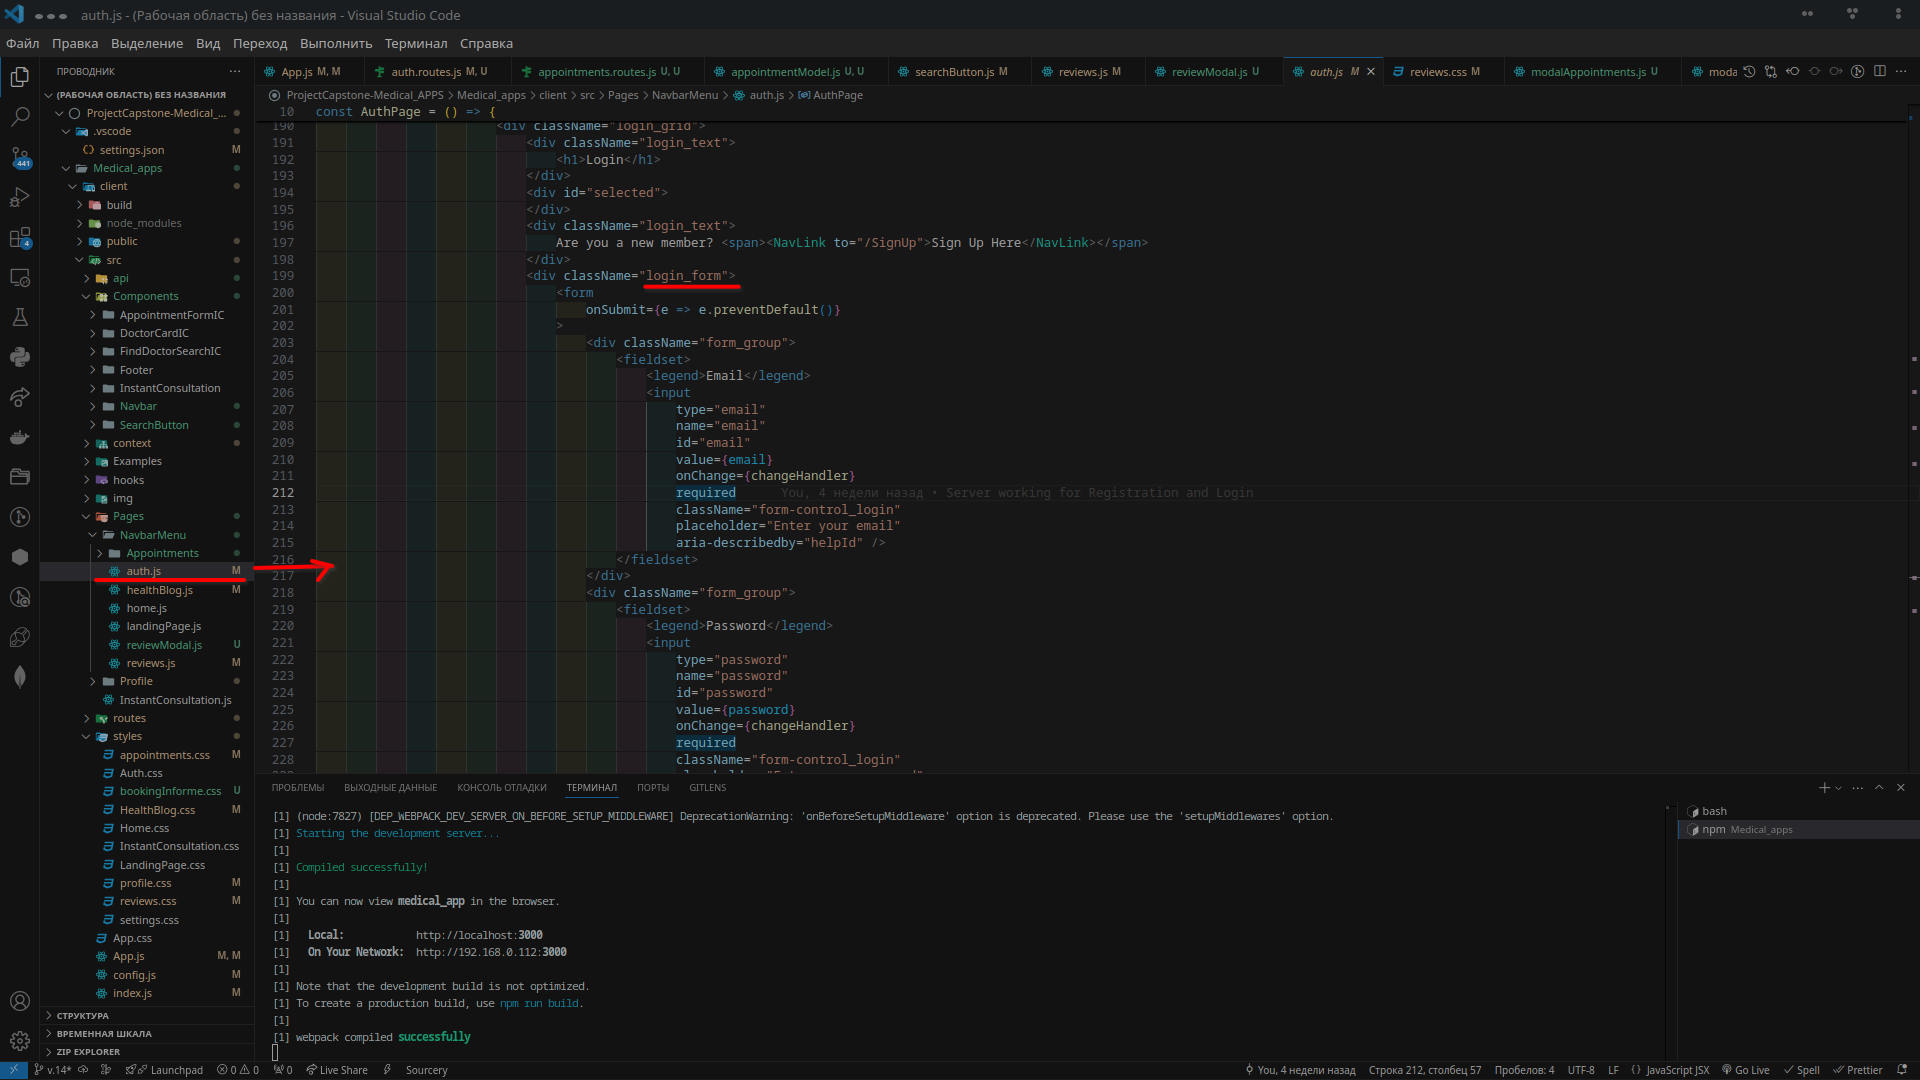 auth.js - (Рабочая область) без названия - Visual Studio Code
Файл Правка Выделение Вид Переход Выполнить Терминал Справка
ПРОВОДНИК
App.js M, M auth.routes.js M, U appointments.routes.js U, U appointmentModel.js U, U searchButton.js M reviews.js M reviewModal.js U auth.js M reviews.css M modalAppointments.js U moda
ProjectCapstone-Medical_APPS > Medical_apps > client > src > Pages > NavbarMenu > auth.js > AuthPage
(РАБОЧАЯ ОБЛАСТЬ) БЕЗ НАЗВАНИЯ
ProjectCapstone-Medical_...
.vscode
settings.json M
Medical_apps
client
build
node_modules
public
src
api
Components
AppointmentFormIC
DoctorCardIC
FindDoctorSearchIC
Footer
InstantConsultation
Navbar
SearchButton
context
Examples
hooks
img
Pages
NavbarMenu
Appointments
auth.js M
healthBlog.js M
home.js
landingPage.js
reviewModal.js U
reviews.js M
Profile
InstantConsultation.js
routes
styles
appointments.css M
Auth.css
bookingInforme.css U
HealthBlog.css M
Home.css
InstantConsultation.css
LandingPage.css
profile.css M
reviews.css M
settings.css
App.css
App.js M, M
config.js M
index.js M
СТРУКТУРА
ВРЕМЕННАЯ ШКАЛА
ZIP EXPLORER
441
4
10 const AuthPage = () => {
190 <div className="login_grid">
191 <div className="login_text">
192 <h1>Login</h1>
193 </div>
194 <div id="selected">
195 </div>
196 <div className="login_text">
197 Are you a new member? <span><NavLink to="/SignUp">Sign Up Here</NavLink></span>
198 </div>
199 <div className="login_form">
200 <form
201 onSubmit={e => e.preventDefault()}
202 >
203 <div className="form_group">
204 <fieldset>
205 <legend>Email</legend>
206 <input
207 type="email"
208 name="email"
209 id="email"
210 value={email}
211 onChange={changeHandler}
212 required You, 4 недели назад • Server working for Registration and Login
213 className="form-control_login"
214 placeholder="Enter your email"
215 aria-describedby="helpId" />
216 </fieldset>
217 </div>
218 <div className="form_group">
219 <fieldset>
220 <legend>Password</legend>
221 <input
222 type="password"
223 name="password"
224 id="password"
225 value={password}
226 onChange={changeHandler}
227 required
228 className="form-control_login"
ПРОБЛЕМЫ ВЫХОДНЫЕ ДАННЫЕ КОНСОЛЬ ОТЛАДКИ ТЕРМИНАЛ ПОРТЫ GITLENS
[1] (node:7827) [DEP_WEBPACK_DEV_SERVER_ON_BEFORE_SETUP_MIDDLEWARE] DeprecationWarning: 'onBeforeSetupMiddleware' option is deprecated. Please use the 'setupMiddlewares' option.
[1] Starting the development server...
[1]
[1] Compiled successfully!
[1]
[1] You can now view medical_app in the browser.
[1]
[1] Local: http://localhost:3000
[1] On Your Network: http://192.168.0.112:3000
[1]
[1] Note that the development build is not optimized.
[1] To create a production build, use npm run build.
[1]
[1] webpack compiled successfully
bash
npm Medical_apps
v.14* Launchpad 0 0 0 Live Share Sourcery You, 4 недели назад Строка 212, столбец 57 Пробелов: 4 UTF-8 LF JavaScript JSX Go Live Spell Prettier